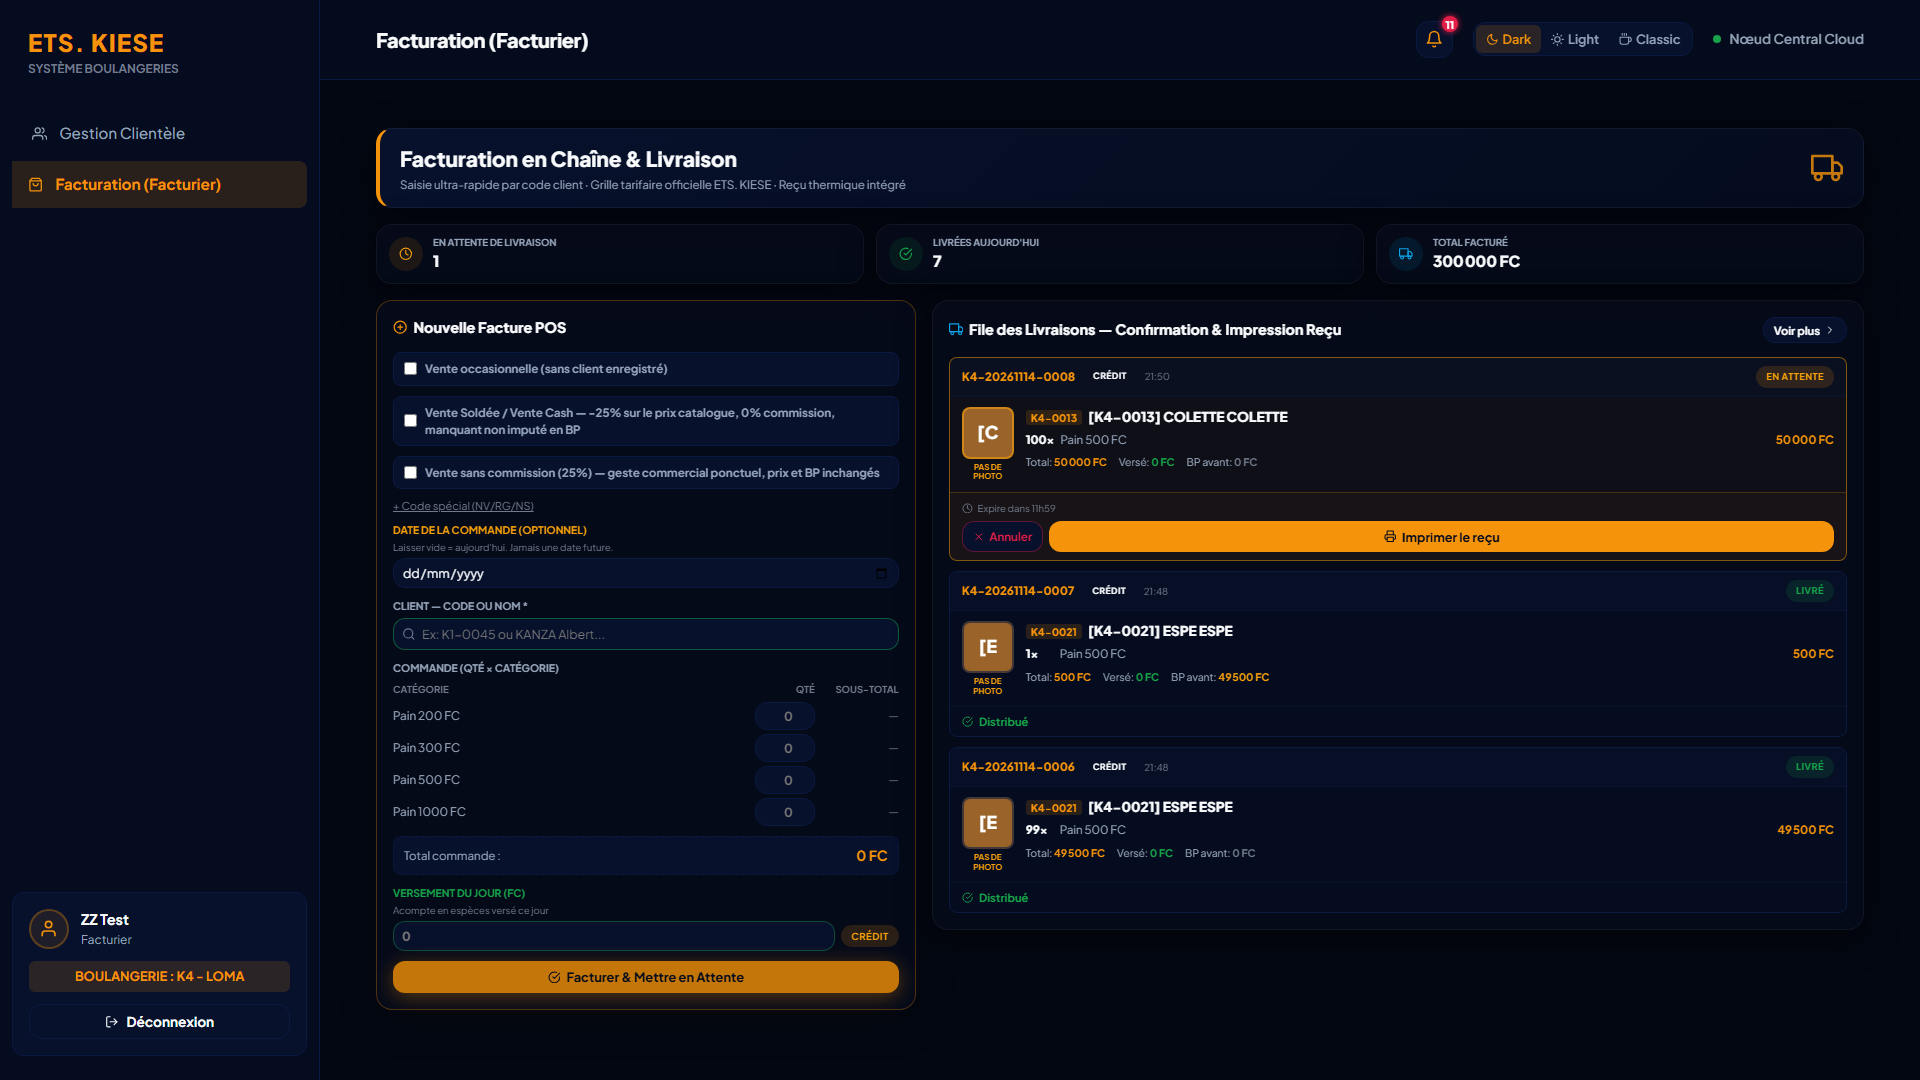 ETS. KIESE
SYSTÈME BOULANGERIES
Gestion Clientèle
Facturation (Facturier)
ZZ Test
Facturier
BOULANGERIE : K4 - LOMA
Déconnexion
Facturation (Facturier)
11
Dark
Light
Classic
Nœud Central Cloud
Facturation en Chaîne & Livraison
Saisie ultra-rapide par code client · Grille tarifaire officielle ETS. KIESE · Reçu thermique intégré
EN ATTENTE DE LIVRAISON
1
LIVRÉES AUJOURD'HUI
7
TOTAL FACTURÉ
300 000 FC
Nouvelle Facture POS
Vente occasionnelle (sans client enregistré)
Vente Soldée / Vente Cash — -25% sur le prix catalogue, 0% commission,
manquant non imputé en BP
Vente sans commission (25%) — geste commercial ponctuel, prix et BP inchangés
+ Code spécial (NV/RG/NS)
DATE DE LA COMMANDE (OPTIONNEL)
Laisser vide = aujourd'hui. Jamais une date future.
dd/mm/yyyy
CLIENT — CODE OU NOM *
Ex: K1-0045 ou KANZA Albert...
COMMANDE (QTÉ × CATÉGORIE)
CATÉGORIE QTÉ SOUS-TOTAL
Pain 200 FC 0 —
Pain 300 FC 0 —
Pain 500 FC 0 —
Pain 1000 FC 0 —
Total commande : 0 FC
VERSEMENT DU JOUR (FC)
Acompte en espèces versé ce jour
0 CRÉDIT
Facturer & Mettre en Attente
File des Livraisons — Confirmation & Impression Reçu
Voir plus
K4-20261114-0008 CRÉDIT 21:50 EN ATTENTE
[C
PAS DE
PHOTO
K4-0013 [K4-0013] COLETTE COLETTE
100× Pain 500 FC 50 000 FC
Total: 50 000 FC Versé: 0 FC BP avant: 0 FC
Expire dans 11h59
Annuler
Imprimer le reçu
K4-20261114-0007 CRÉDIT 21:48 LIVRÉ
[E
PAS DE
PHOTO
K4-0021 [K4-0021] ESPE ESPE
1× Pain 500 FC 500 FC
Total: 500 FC Versé: 0 FC BP avant: 49 500 FC
Distribué
K4-20261114-0006 CRÉDIT 21:48 LIVRÉ
[E
PAS DE
PHOTO
K4-0021 [K4-0021] ESPE ESPE
99× Pain 500 FC 49 500 FC
Total: 49 500 FC Versé: 0 FC BP avant: 0 FC
Distribué